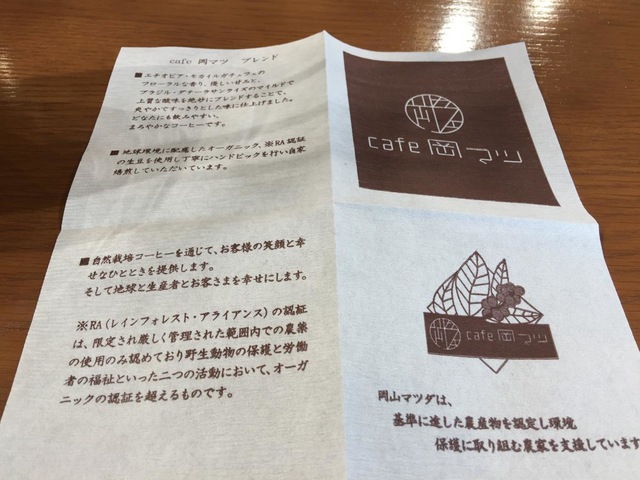 cafe 岡マツ ブレンド
■エチオピア・モカイルガチェフェの
フローラルな香り、優しい甘みに、
ブラジル・ダテーラサンライズのマイルドで
上質な酸味を絶妙にブレンドすることで、
爽やかですっきりとした味に仕上げました。
どなたにも飲みやすい、
まろやかなコーヒーです。
■地球環境に配慮したオーガニック、※RA認証
の生豆を使用し丁寧にハンドピックを行い自家
焙煎していただいています。
■自然栽培コーヒーを通じて、お客様の笑顔と幸
せなひとときを提供します。
そして地球と生産者とお客さまを幸せにします。
※RA(レインフォレスト・アライアンス)の認証
は、限定され厳しく管理された範囲内での農薬
の使用のみ認めており野生動物の保護と労働
者の福祉といった二つの活動において、オーガ
ニックの認証を超えるものです。
cafe 岡マツ
cafe 岡マツ
岡山マツダは、
基準に達した農産物を認定し環境
保護に取り組む農家を支援しています